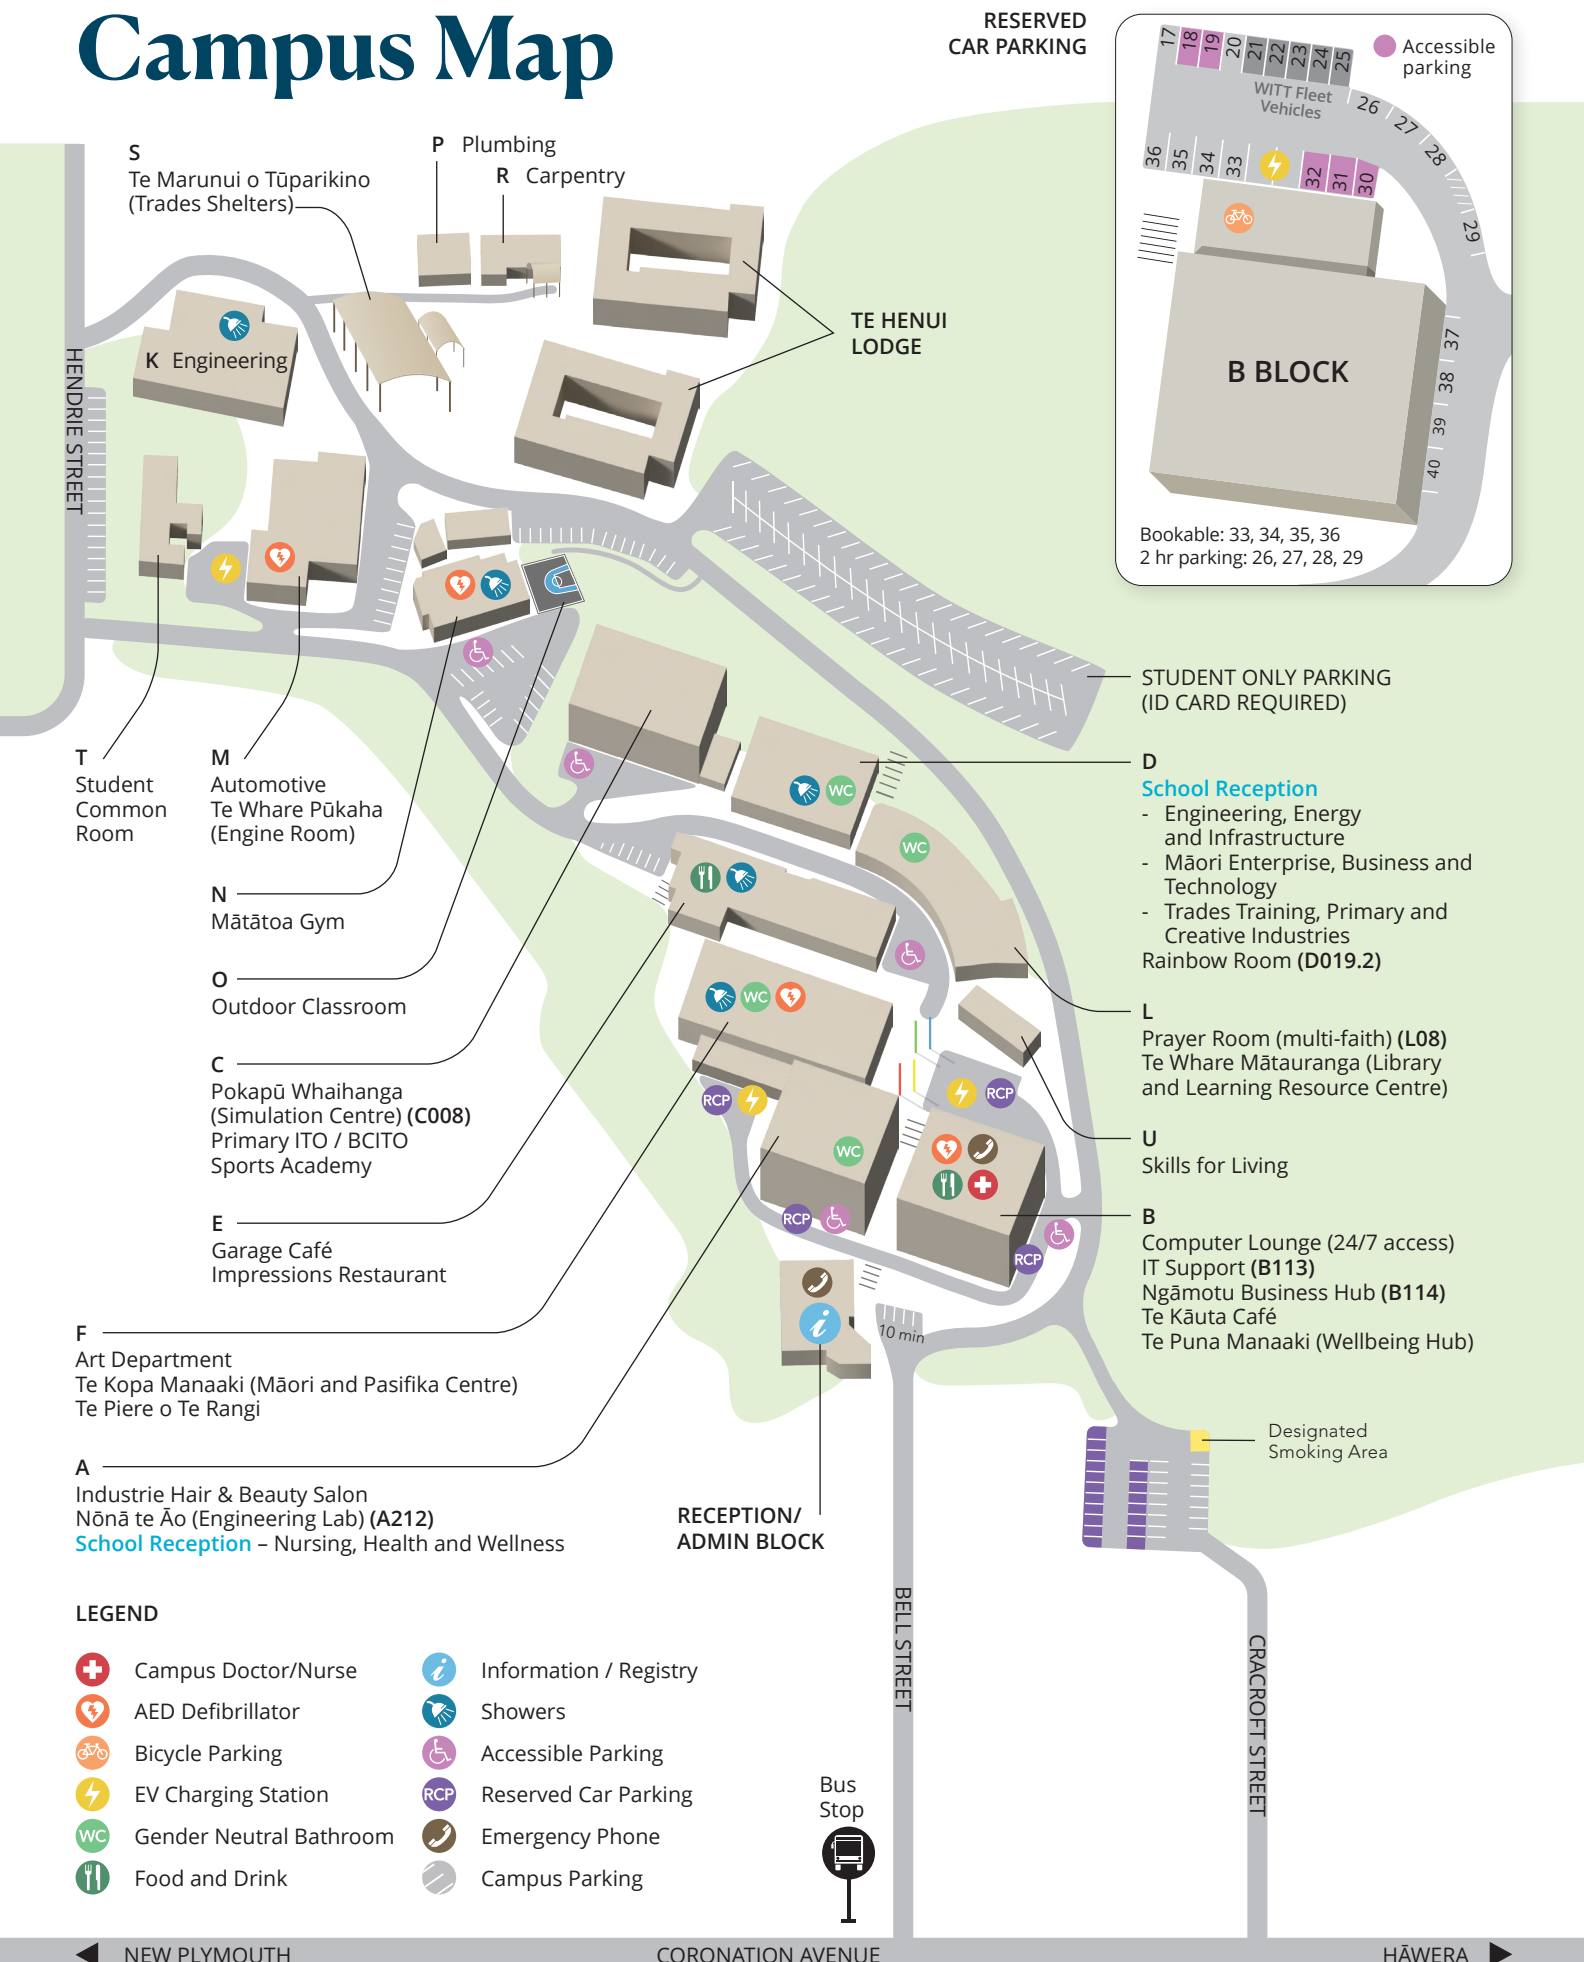 Campus Map
RESERVED
CAR PARKING
17
18
19
20
21
22
23
24
25
Accessible
parking
WITT Fleet
Vehicles
26
27
28
29
36
35
34
33
32
31
30
37
38
39
40
B BLOCK
Bookable: 33, 34, 35, 36
2 hr parking: 26, 27, 28, 29
S
Te Marunui o Tūparikino
(Trades Shelters)
P Plumbing
R Carpentry
TE HENUI
LODGE
K Engineering
HENDRIE STREET
STUDENT ONLY PARKING
(ID CARD REQUIRED)
T
Student
Common
Room
M
Automotive
Te Whare Pūkaha
(Engine Room)
N
Mātātoa Gym
O
Outdoor Classroom
C
Pokapū Whaihanga
(Simulation Centre) (C008)
Primary ITO / BCITO
Sports Academy
E
Garage Café
Impressions Restaurant
F
Art Department
Te Kopa Manaaki (Māori and Pasifika Centre)
Te Piere o Te Rangi
A
Industrie Hair & Beauty Salon
Nōnā te Āo (Engineering Lab) (A212)
School Reception – Nursing, Health and Wellness
D
School Reception
- Engineering, Energy
and Infrastructure
- Māori Enterprise, Business and
Technology
- Trades Training, Primary and
Creative Industries
Rainbow Room (D019.2)
L
Prayer Room (multi-faith) (L08)
Te Whare Mātauranga (Library
and Learning Resource Centre)
U
Skills for Living
B
Computer Lounge (24/7 access)
IT Support (B113)
Ngāmotu Business Hub (B114)
Te Kāuta Café
Te Puna Manaaki (Wellbeing Hub)
WC
WC
WC
RCP
RCP
WC
RCP
RCP
i
10 min
Designated
Smoking Area
RECEPTION/
ADMIN BLOCK
BELL STREET
CRACROFT STREET
LEGEND
Campus Doctor/Nurse
AED Defibrillator
Bicycle Parking
EV Charging Station
WC Gender Neutral Bathroom
Food and Drink
i Information / Registry
Showers
Accessible Parking
RCP Reserved Car Parking
Emergency Phone
Campus Parking
Bus
Stop
NEW PLYMOUTH
CORONATION AVENUE
HĀWERA